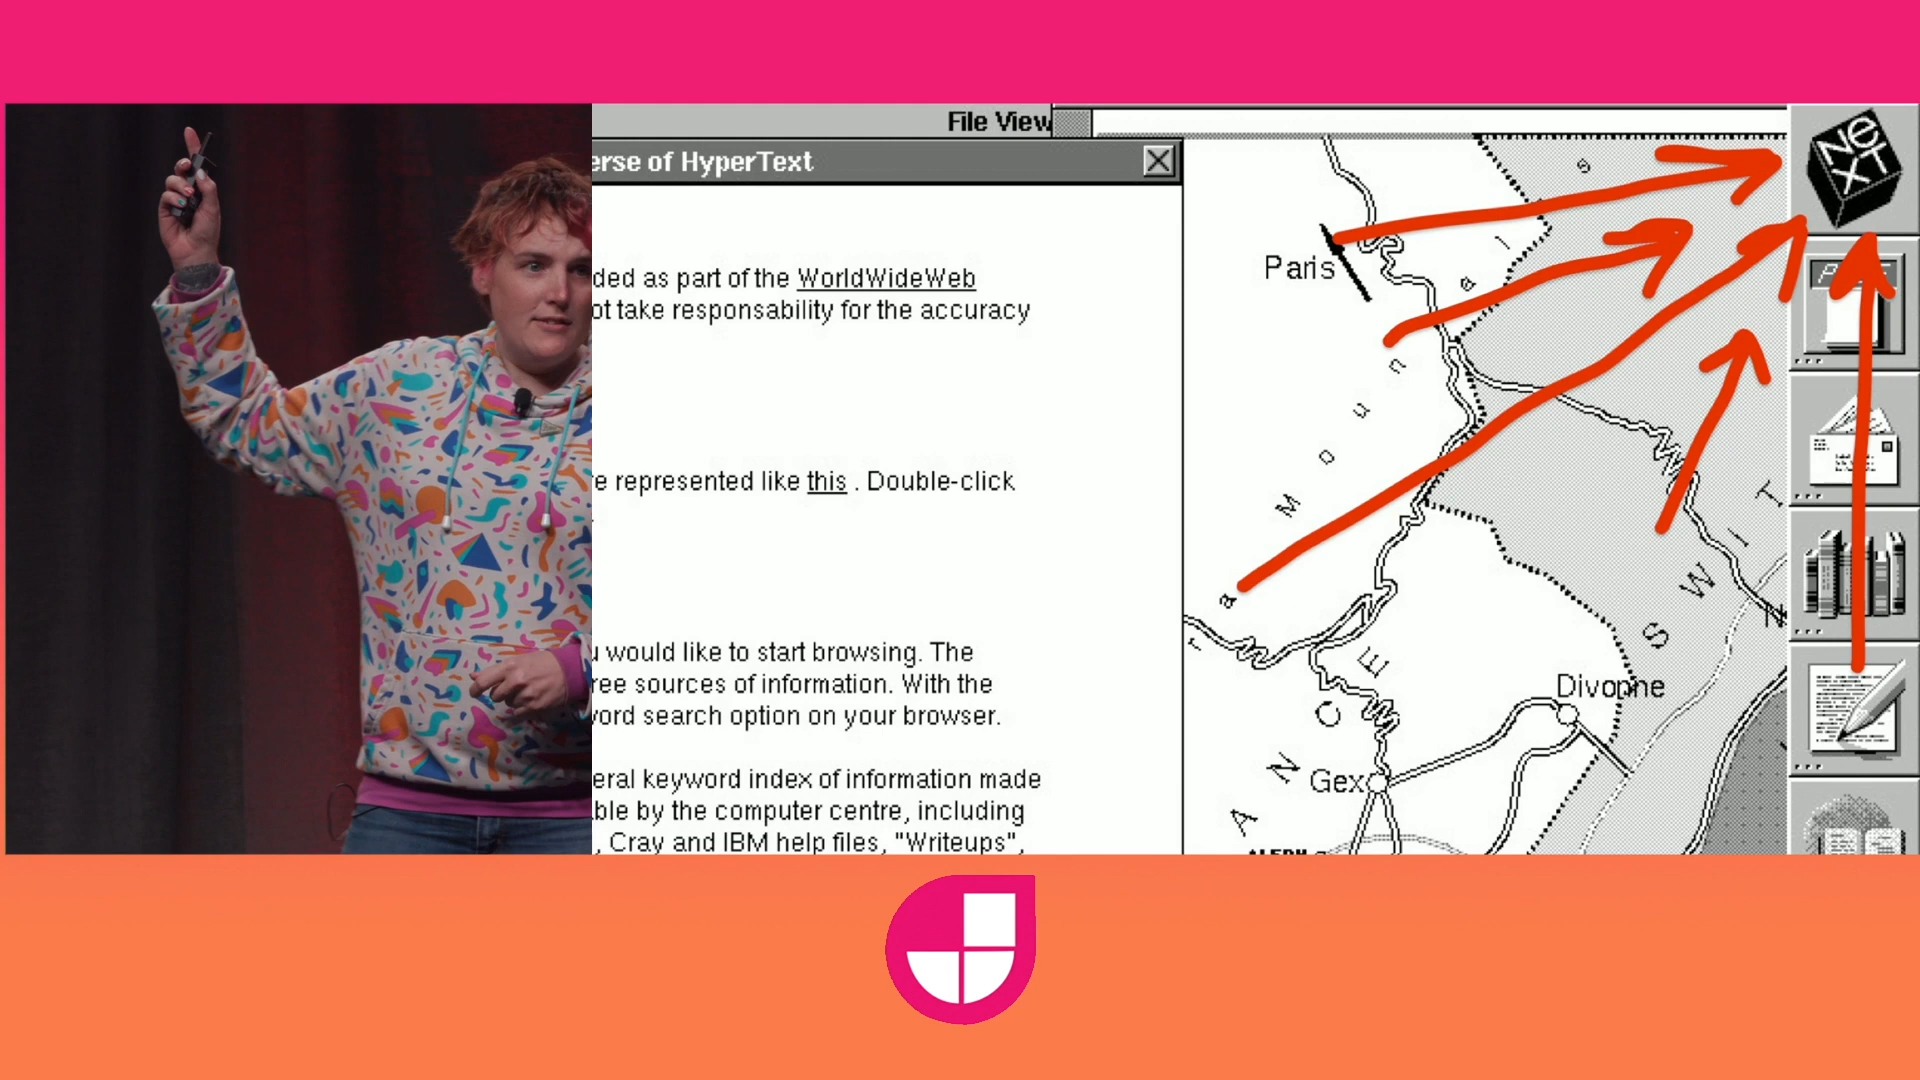 File View
erse of HyperText
ded as part of the WorldWideWeb
ot take responsability for the accuracy
e represented like this . Double-click
u would like to start browsing. The
ree sources of information. With the
word search option on your browser.
eral keyword index of information made
ble by the computer centre, including
, Cray and IBM help files, "Writeups",
Paris
r a M o u n a l g
S W I T
F R A N C E
Divonne
Gex
NeXT